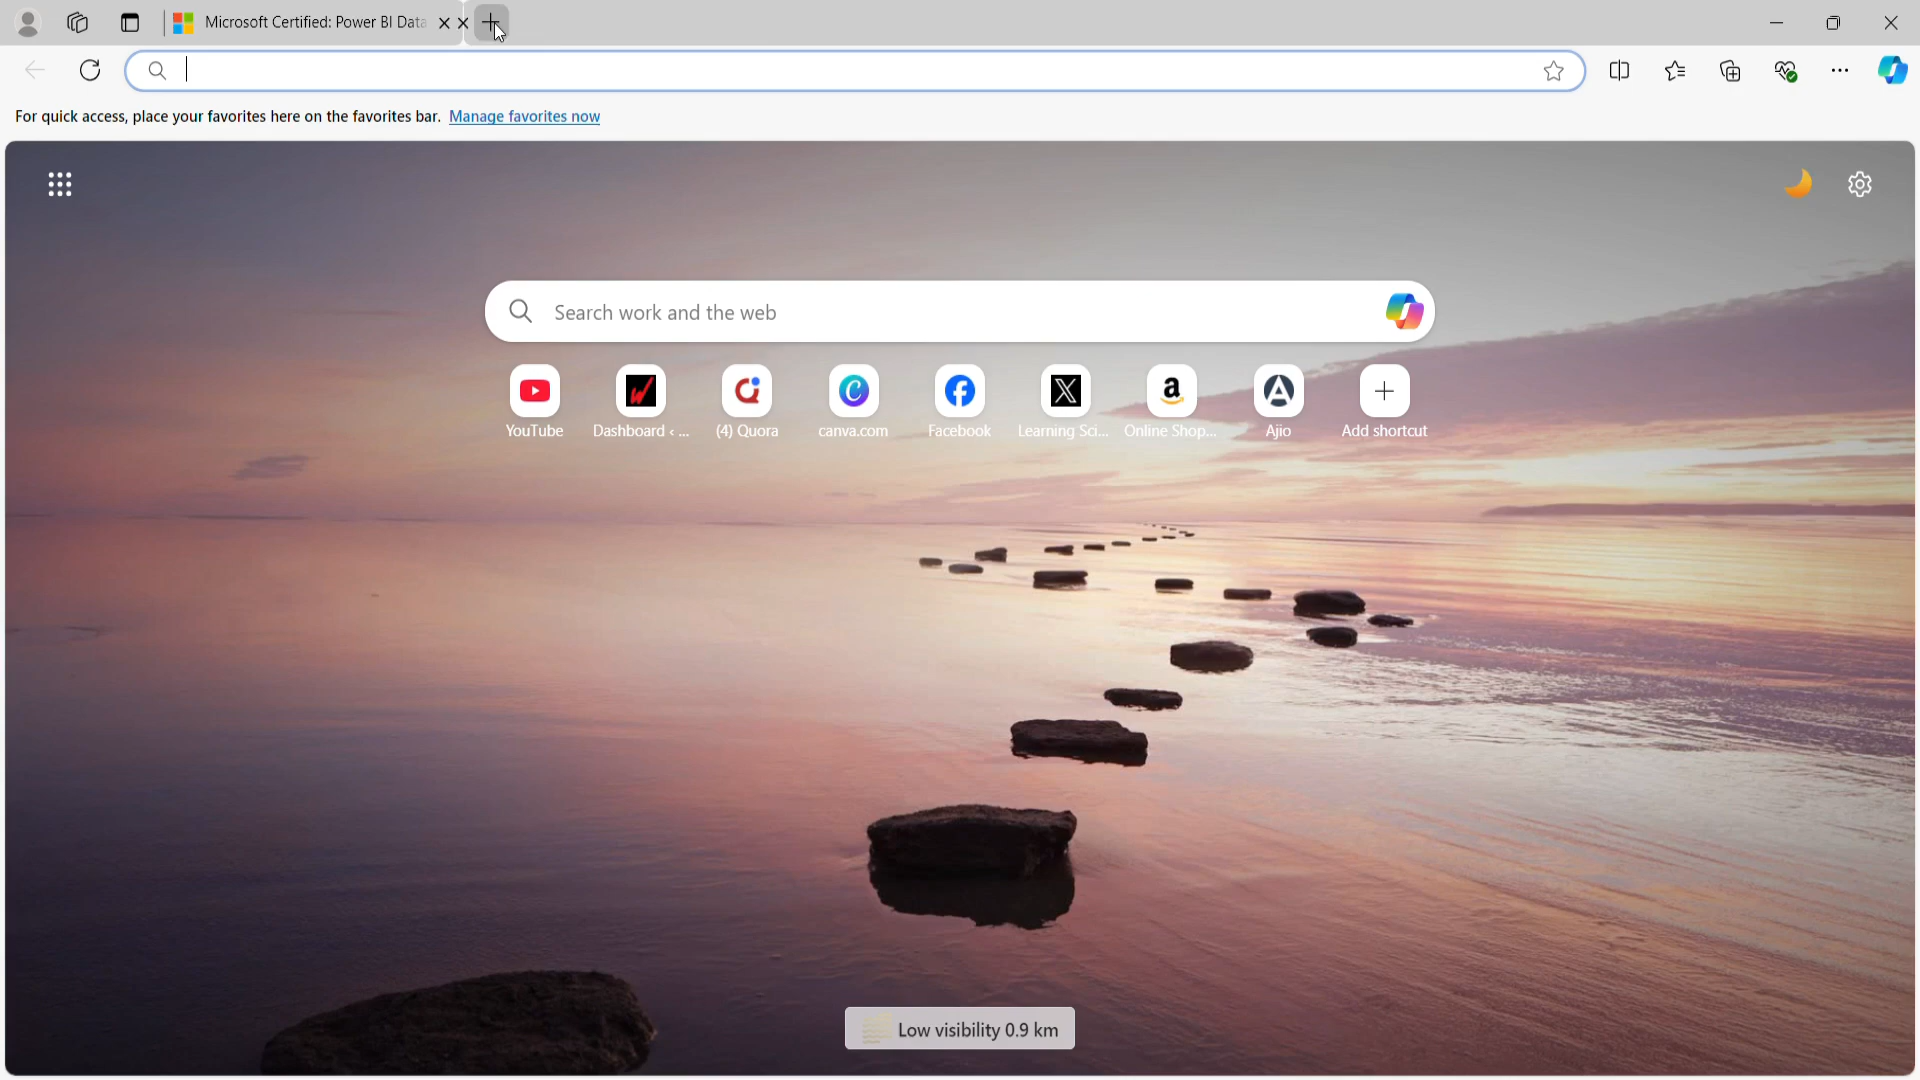 Microsoft Certified: Power BI Data
For quick access, place your favorites here on the favorites bar. Manage favorites now
Search work and the web
YouTube
Dashboard ‹ ...
(4) Quora
canva.com
Facebook
Learning Sci...
Online Shop...
Ajio
Add shortcut
Low visibility 0.9 km